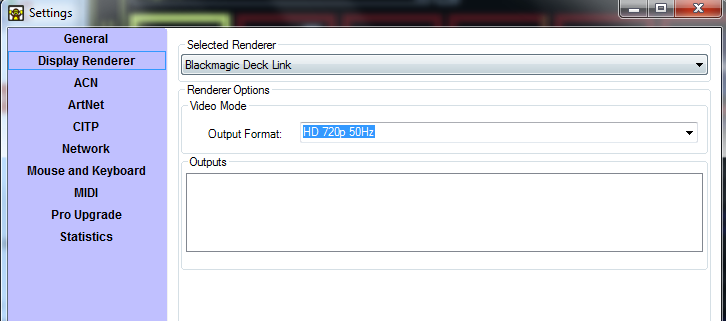 Settings
General
Display Renderer
ACN
ArtNet
CITP
Network
Mouse and Keyboard
MIDI
Pro Upgrade
Statistics
Selected Renderer
Blackmagic Deck Link
Renderer Options
Video Mode
Output Format: HD 720p 50Hz
Outputs